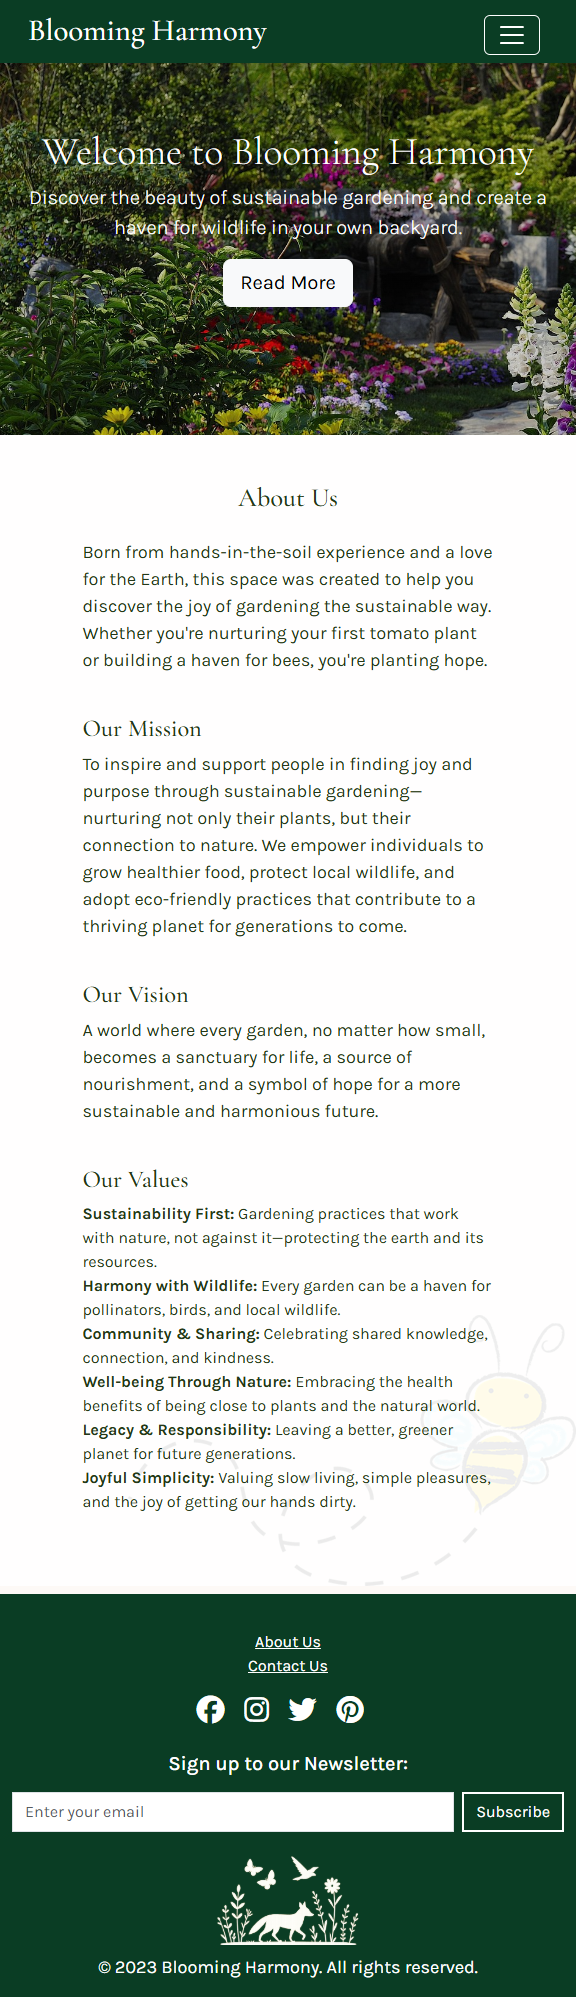 Blooming Harmony
Welcome to Blooming Harmony
Discover the beauty of sustainable gardening and create a
haven for wildlife in your own backyard.
Read More
About Us
Born from hands-in-the-soil experience and a love
for the Earth, this space was created to help you
discover the joy of gardening the sustainable way.
Whether you're nurturing your first tomato plant
or building a haven for bees, you're planting hope.
Our Mission
To inspire and support people in finding joy and
purpose through sustainable gardening—
nurturing not only their plants, but their
connection to nature. We empower individuals to
grow healthier food, protect local wildlife, and
adopt eco-friendly practices that contribute to a
thriving planet for generations to come.
Our Vision
A world where every garden, no matter how small,
becomes a sanctuary for life, a source of
nourishment, and a symbol of hope for a more
sustainable and harmonious future.
Our Values
Sustainability First: Gardening practices that work
with nature, not against it—protecting the earth and its
resources.
Harmony with Wildlife: Every garden can be a haven for
pollinators, birds, and local wildlife.
Community & Sharing: Celebrating shared knowledge,
connection, and kindness.
Well-being Through Nature: Embracing the health
benefits of being close to plants and the natural world.
Legacy & Responsibility: Leaving a better, greener
planet for future generations.
Joyful Simplicity: Valuing slow living, simple pleasures,
and the joy of getting our hands dirty.
About Us
Contact Us
Sign up to our Newsletter:
Enter your email
Subscribe
© 2023 Blooming Harmony. All rights reserved.